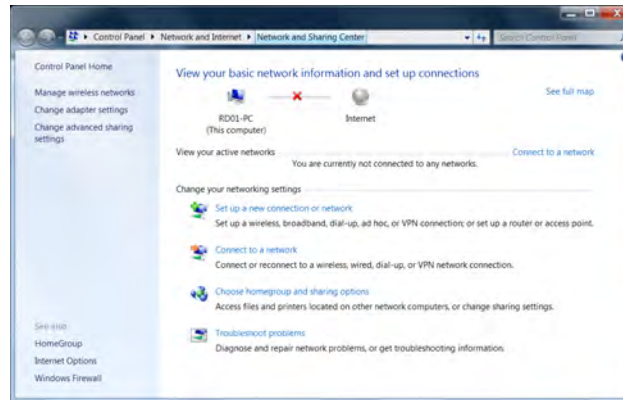 Control Panel ▸ Network and Internet ▸ Network and Sharing Center
Search Control Panel
Control Panel Home
Manage wireless networks
Change adapter settings
Change advanced sharing
settings
View your basic network information and set up connections
See full map
RD01-PC
(This computer)
Internet
View your active networks
Connect to a network
You are currently not connected to any networks.
Change your networking settings
Set up a new connection or network
Set up a wireless, broadband, dial-up, ad hoc, or VPN connection; or set up a router or access point.
Connect to a network
Connect or reconnect to a wireless, wired, dial-up, or VPN network connection.
Choose homegroup and sharing options
Access files and printers located on other network computers, or change sharing settings.
Troubleshoot problems
Diagnose and repair network problems, or get troubleshooting information.
See also
HomeGroup
Internet Options
Windows Firewall